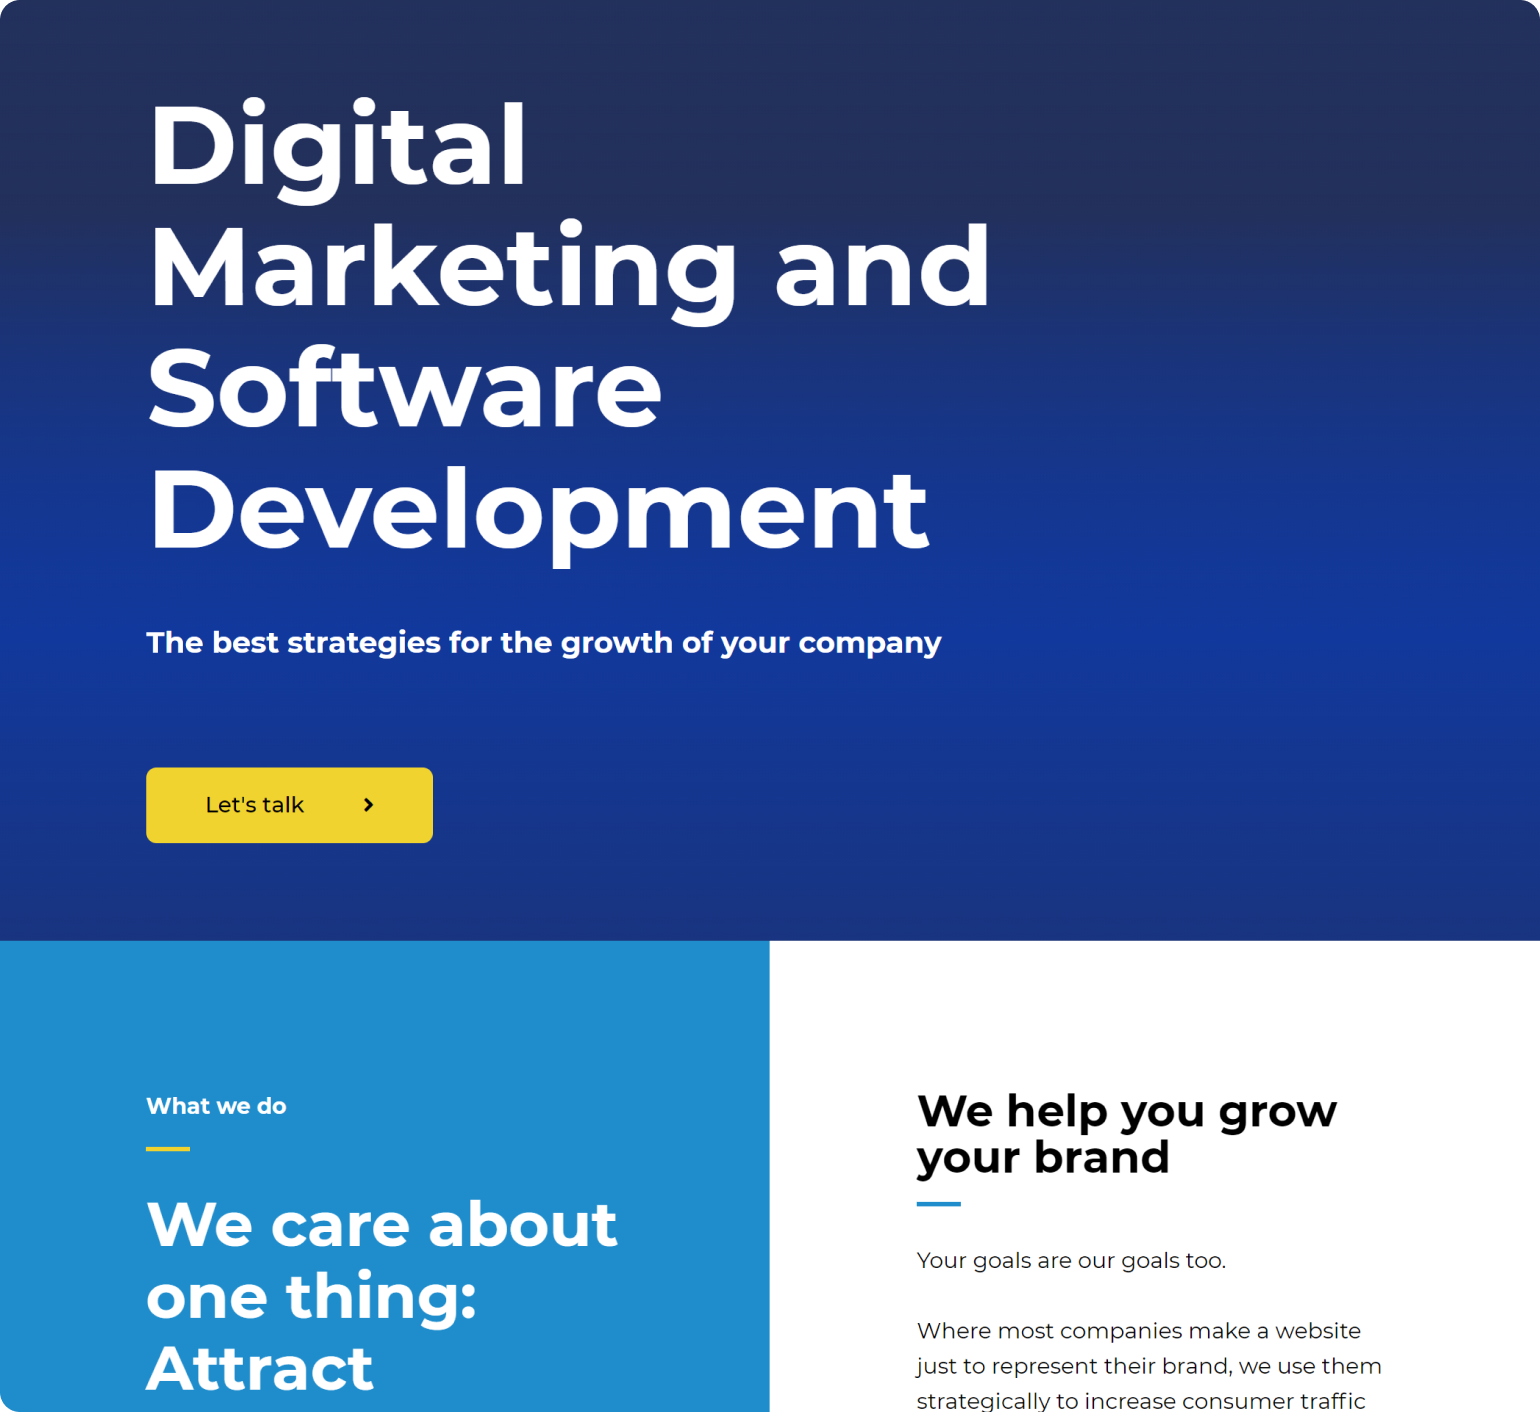 Digital
Marketing and
Software
Development
The best strategies for the growth of your company
Let's talk
What we do
We care about
one thing:
Attract
We help you grow
your brand
Your goals are our goals too.
Where most companies make a website
just to represent their brand, we use them
strategically to increase consumer traffic